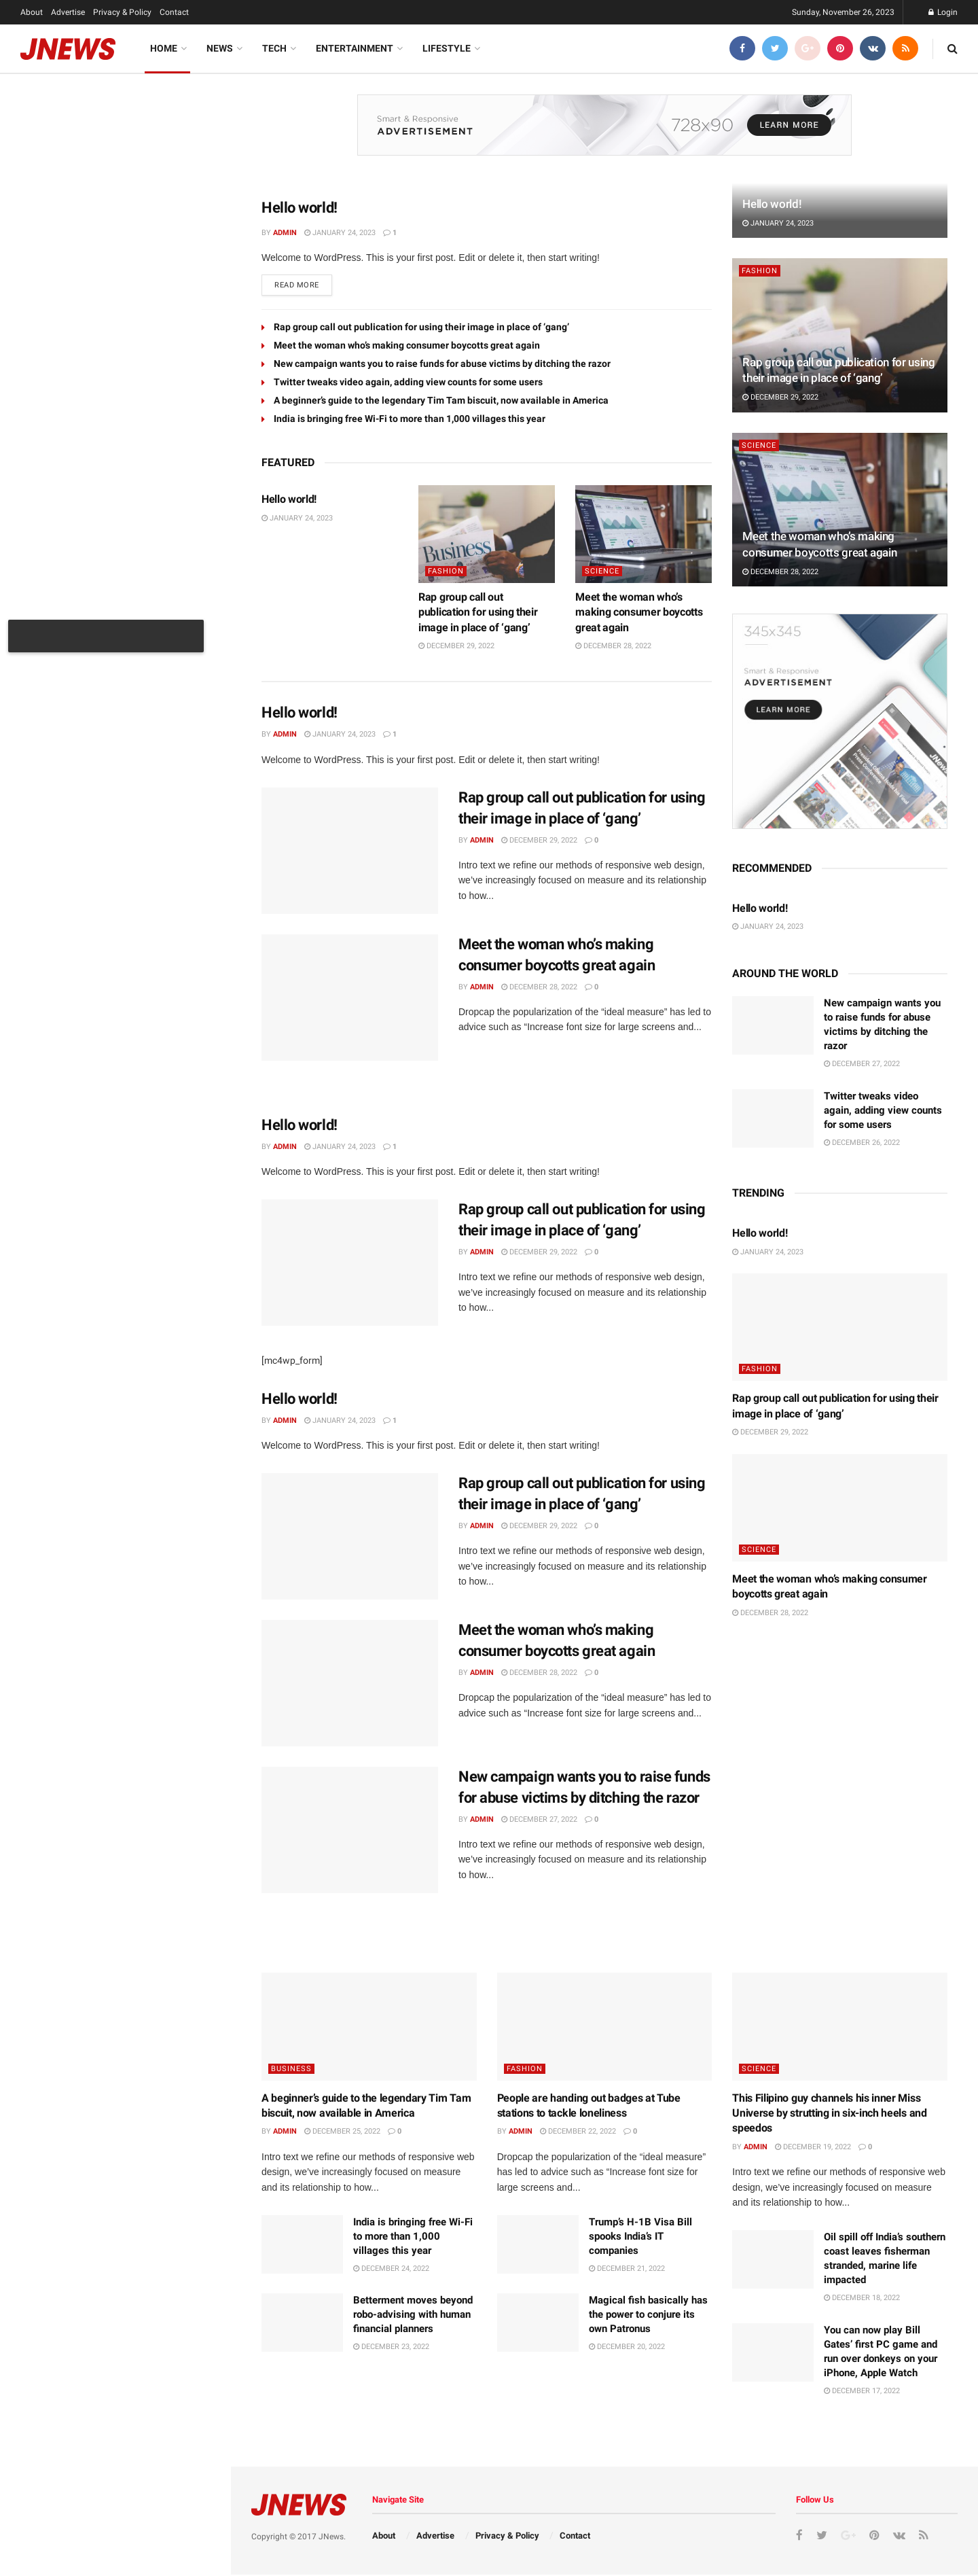 About Advertise Privacy & Policy Contact
Sunday, November 26, 2023
Login
JNEWS
HOME NEWS TECH ENTERTAINMENT LIFESTYLE
Smart & Responsive
ADVERTISEMENT
728x90
LEARN MORE
Hello world!
BY ADMIN JANUARY 24, 2023 1
Welcome to WordPress. This is your first post. Edit or delete it, then start writing!
READ MORE
Rap group call out publication for using their image in place of ‘gang’
Meet the woman who’s making consumer boycotts great again
New campaign wants you to raise funds for abuse victims by ditching the razor
Twitter tweaks video again, adding view counts for some users
A beginner’s guide to the legendary Tim Tam biscuit, now available in America
India is bringing free Wi-Fi to more than 1,000 villages this year
FEATURED
Hello world!
JANUARY 24, 2023
Business
FASHION
Rap group call out
publication for using their
image in place of ‘gang’
DECEMBER 29, 2022
SCIENCE
Meet the woman who’s
making consumer boycotts
great again
DECEMBER 28, 2022
Hello world!
BY ADMIN JANUARY 24, 2023 1
Welcome to WordPress. This is your first post. Edit or delete it, then start writing!
Rap group call out publication for using
their image in place of ‘gang’
BY ADMIN DECEMBER 29, 2022 0
Intro text we refine our methods of responsive web design,
we’ve increasingly focused on measure and its relationship
to how...
Meet the woman who’s making
consumer boycotts great again
BY ADMIN DECEMBER 28, 2022 0
Dropcap the popularization of the “ideal measure” has led to
advice such as “Increase font size for large screens and...
Hello world!
BY ADMIN JANUARY 24, 2023 1
Welcome to WordPress. This is your first post. Edit or delete it, then start writing!
Rap group call out publication for using
their image in place of ‘gang’
BY ADMIN DECEMBER 29, 2022 0
Intro text we refine our methods of responsive web design,
we’ve increasingly focused on measure and its relationship
to how...
[mc4wp_form]
Hello world!
BY ADMIN JANUARY 24, 2023 1
Welcome to WordPress. This is your first post. Edit or delete it, then start writing!
Rap group call out publication for using
their image in place of ‘gang’
BY ADMIN DECEMBER 29, 2022 0
Intro text we refine our methods of responsive web design,
we’ve increasingly focused on measure and its relationship
to how...
Meet the woman who’s making
consumer boycotts great again
BY ADMIN DECEMBER 28, 2022 0
Dropcap the popularization of the “ideal measure” has led to
advice such as “Increase font size for large screens and...
New campaign wants you to raise funds
for abuse victims by ditching the razor
BY ADMIN DECEMBER 27, 2022 0
Intro text we refine our methods of responsive web design,
we’ve increasingly focused on measure and its relationship
to how...
Hello world!
JANUARY 24, 2023
FASHION
Business
Rap group call out publication for using
their image in place of ‘gang’
DECEMBER 29, 2022
SCIENCE
Meet the woman who’s making
consumer boycotts great again
DECEMBER 28, 2022
345x345
Smart & Responsive
ADVERTISEMENT
LEARN MORE
RECOMMENDED
Hello world!
JANUARY 24, 2023
AROUND THE WORLD
New campaign wants you
to raise funds for abuse
victims by ditching the
razor
DECEMBER 27, 2022
Twitter tweaks video
again, adding view counts
for some users
DECEMBER 26, 2022
TRENDING
Hello world!
JANUARY 24, 2023
FASHION
Rap group call out publication for using their
image in place of ‘gang’
DECEMBER 29, 2022
SCIENCE
Meet the woman who’s making consumer
boycotts great again
DECEMBER 28, 2022
BUSINESS
A beginner’s guide to the legendary Tim Tam
biscuit, now available in America
BY ADMIN DECEMBER 25, 2022 0
Intro text we refine our methods of responsive web
design, we’ve increasingly focused on measure
and its relationship to how...
India is bringing free Wi-Fi
to more than 1,000
villages this year
DECEMBER 24, 2022
Betterment moves beyond
robo-advising with human
financial planners
DECEMBER 23, 2022
FASHION
People are handing out badges at Tube
stations to tackle loneliness
BY ADMIN DECEMBER 22, 2022 0
Dropcap the popularization of the “ideal measure”
has led to advice such as “Increase font size for
large screens and...
Trump’s H-1B Visa Bill
spooks India’s IT
companies
DECEMBER 21, 2022
Magical fish basically has
the power to conjure its
own Patronus
DECEMBER 20, 2022
SCIENCE
This Filipino guy channels his inner Miss
Universe by strutting in six-inch heels and
speedos
BY ADMIN DECEMBER 19, 2022 0
Intro text we refine our methods of responsive web
design, we’ve increasingly focused on measure
and its relationship to how...
Oil spill off India’s southern
coast leaves fisherman
stranded, marine life
impacted
DECEMBER 18, 2022
You can now play Bill
Gates’ first PC game and
run over donkeys on your
iPhone, Apple Watch
DECEMBER 17, 2022
JNEWS
Copyright © 2017 JNews.
Navigate Site
About / Advertise / Privacy & Policy / Contact
Follow Us